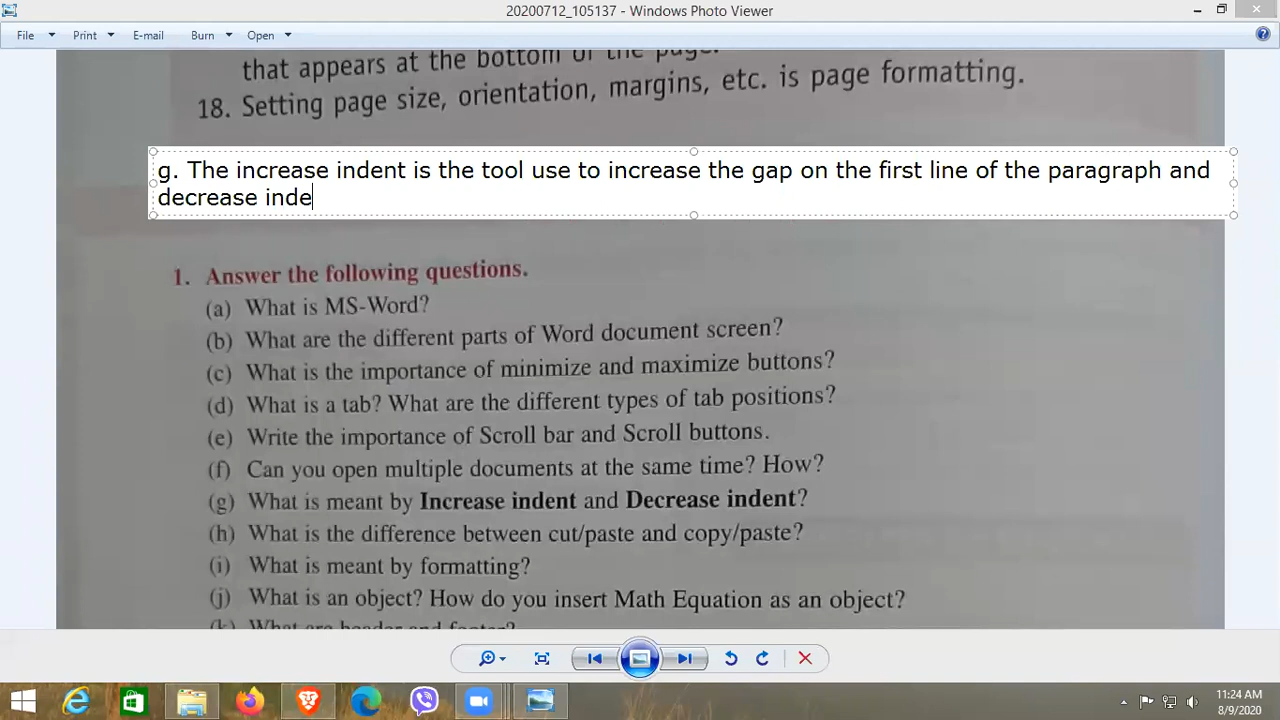 20200712_105137 - Windows Photo Viewer
File Print E-mail Burn Open
that appears at the bottom of the page.
18. Setting page size, orientation, margins, etc. is page formatting.
g. The increase indent is the tool use to increase the gap on the first line of the paragraph and
decrease inde
1. Answer the following questions.
(a) What is MS-Word?
(b) What are the different parts of Word document screen?
(c) What is the importance of minimize and maximize buttons?
(d) What is a tab? What are the different types of tab positions?
(e) Write the importance of Scroll bar and Scroll buttons.
(f) Can you open multiple documents at the same time? How?
(g) What is meant by Increase indent and Decrease indent?
(h) What is the difference between cut/paste and copy/paste?
(i) What is meant by formatting?
(j) What is an object? How do you insert Math Equation as an object?
(k) What are header and footer?
11:24 AM
8/9/2020